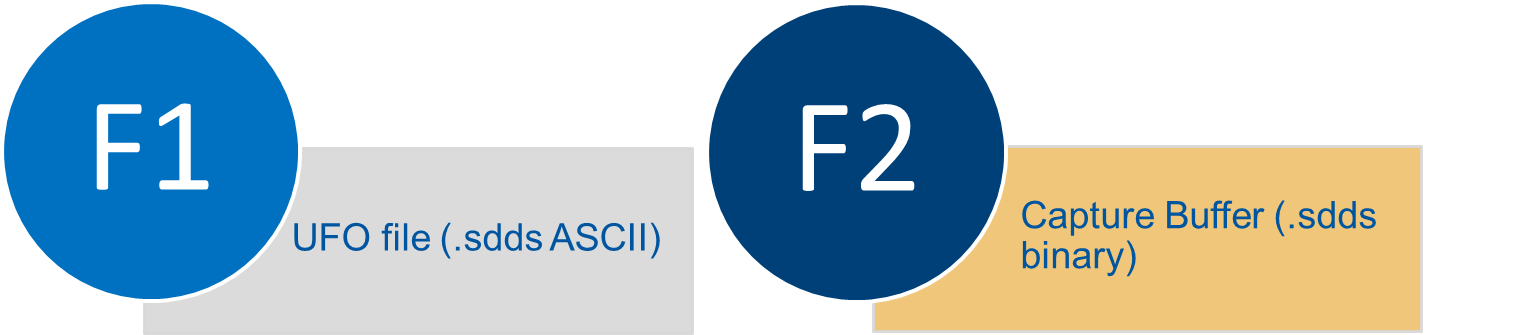 F1
UFO file (.sdds ASCII)
F2
Capture Buffer (.sdds
binary)